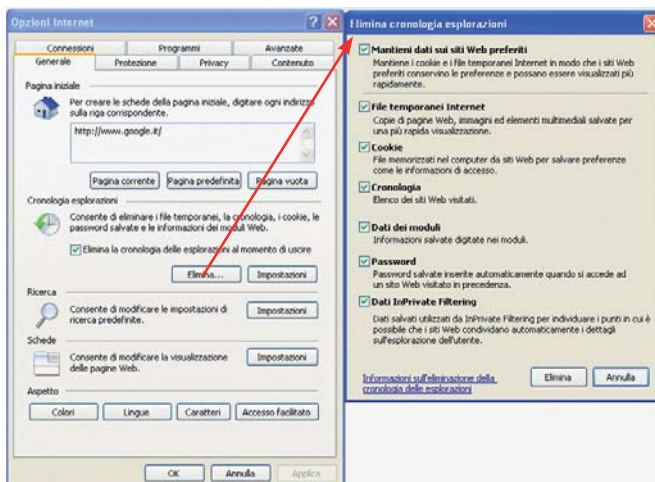 Opzioni Internet
Connessioni Programmi Avanzate
Generale Protezione Privacy Contenuto
Pagina iniziale
Per creare le schede della pagina iniziale, digitare ogni indirizzo
sulla riga corrispondente.
http://www.google.it/
Pagina corrente Pagina predefinita Pagina vuota
Cronologia esplorazioni
Consente di eliminare i file temporanei, la cronologia, i cookie, le
password salvate e le informazioni dei moduli Web.
Elimina la cronologia delle esplorazioni al momento di uscire
Elimina... Impostazioni
Ricerca
Consente di modificare le impostazioni di
ricerca predefinite.
Impostazioni
Schede
Consente di modificare la visualizzazione
delle pagine Web.
Impostazioni
Aspetto
Colori Lingue Caratteri Accesso facilitato
OK Annulla Applica
Elimina cronologia esplorazioni
Mantieni dati sui siti Web preferiti
Mantiene i cookie e i file temporanei Internet in modo che i siti Web
preferiti conservino le preferenze e possano essere visualizzati più
rapidamente.
File temporanei Internet
Copie di pagine Web, immagini ed elementi multimediali salvate per
una più rapida visualizzazione.
Cookie
File memorizzati nel computer da siti Web per salvare preferenze
come le informazioni di accesso.
Cronologia
Elenco dei siti Web visitati.
Dati dei moduli
Informazioni salvate digitate nei moduli.
Password
Password salvate inserite automaticamente quando si accede ad
un sito Web visitato in precedenza.
Dati InPrivate Filtering
Dati salvati utilizzati da InPrivate Filtering per individuare i punti in cui è
possibile che i siti Web condividano automaticamente i dettagli
sull'esplorazione dell'utente.
Informazioni sull'eliminazione della
cronologia delle esplorazioni
Elimina Annulla